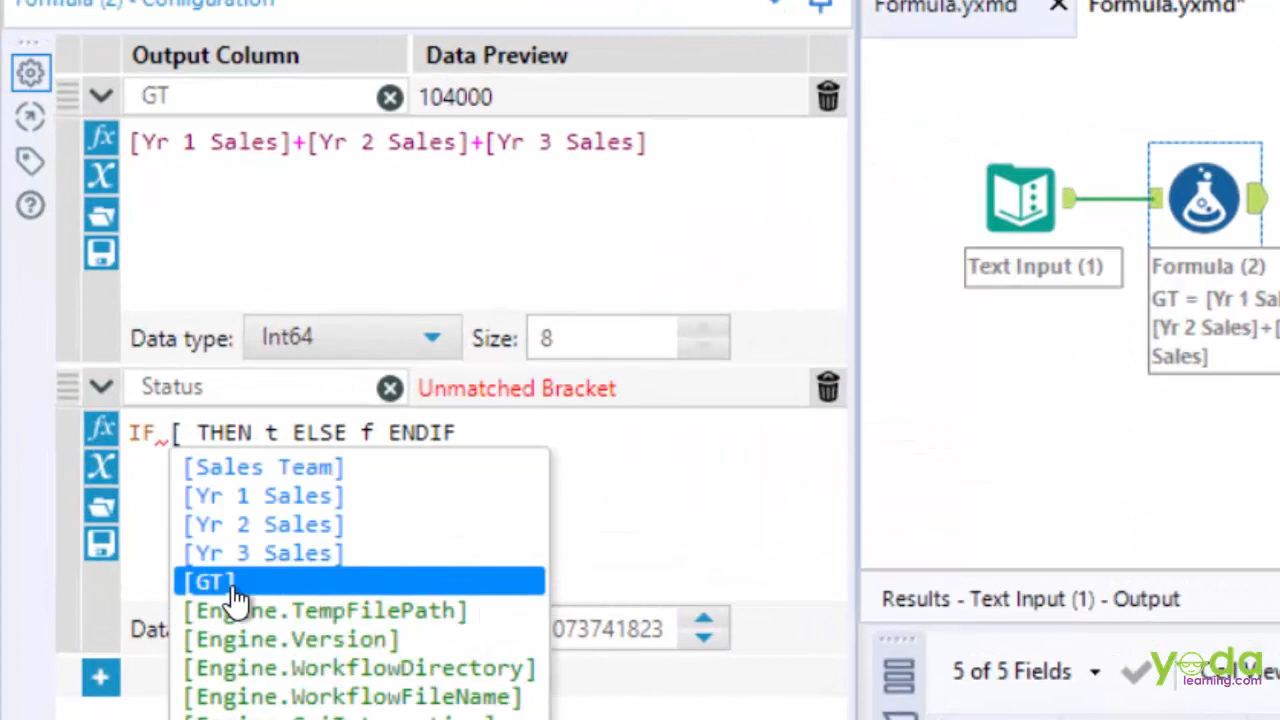 Formula (2) - Configuration
Formula.yxmd
Formula.yxmd*
Output Column
Data Preview
GT
104000
[Yr 1 Sales]+[Yr 2 Sales]+[Yr 3 Sales]
Data type:
Int64
Size:
8
Status
Unmatched Bracket
IF [ THEN t ELSE f ENDIF
[Sales Team]
[Yr 1 Sales]
[Yr 2 Sales]
[Yr 3 Sales]
[GT]
[Engine.TempFilePath]
[Engine.Version]
[Engine.WorkflowDirectory]
[Engine.WorkflowFileName]
Dat
073741823
Text Input (1)
Formula (2)
GT = [Yr 1 Sal
[Yr 2 Sales]+[
Sales]
Results - Text Input (1) - Output
5 of 5 Fields
Cell View
yoda
learning.com